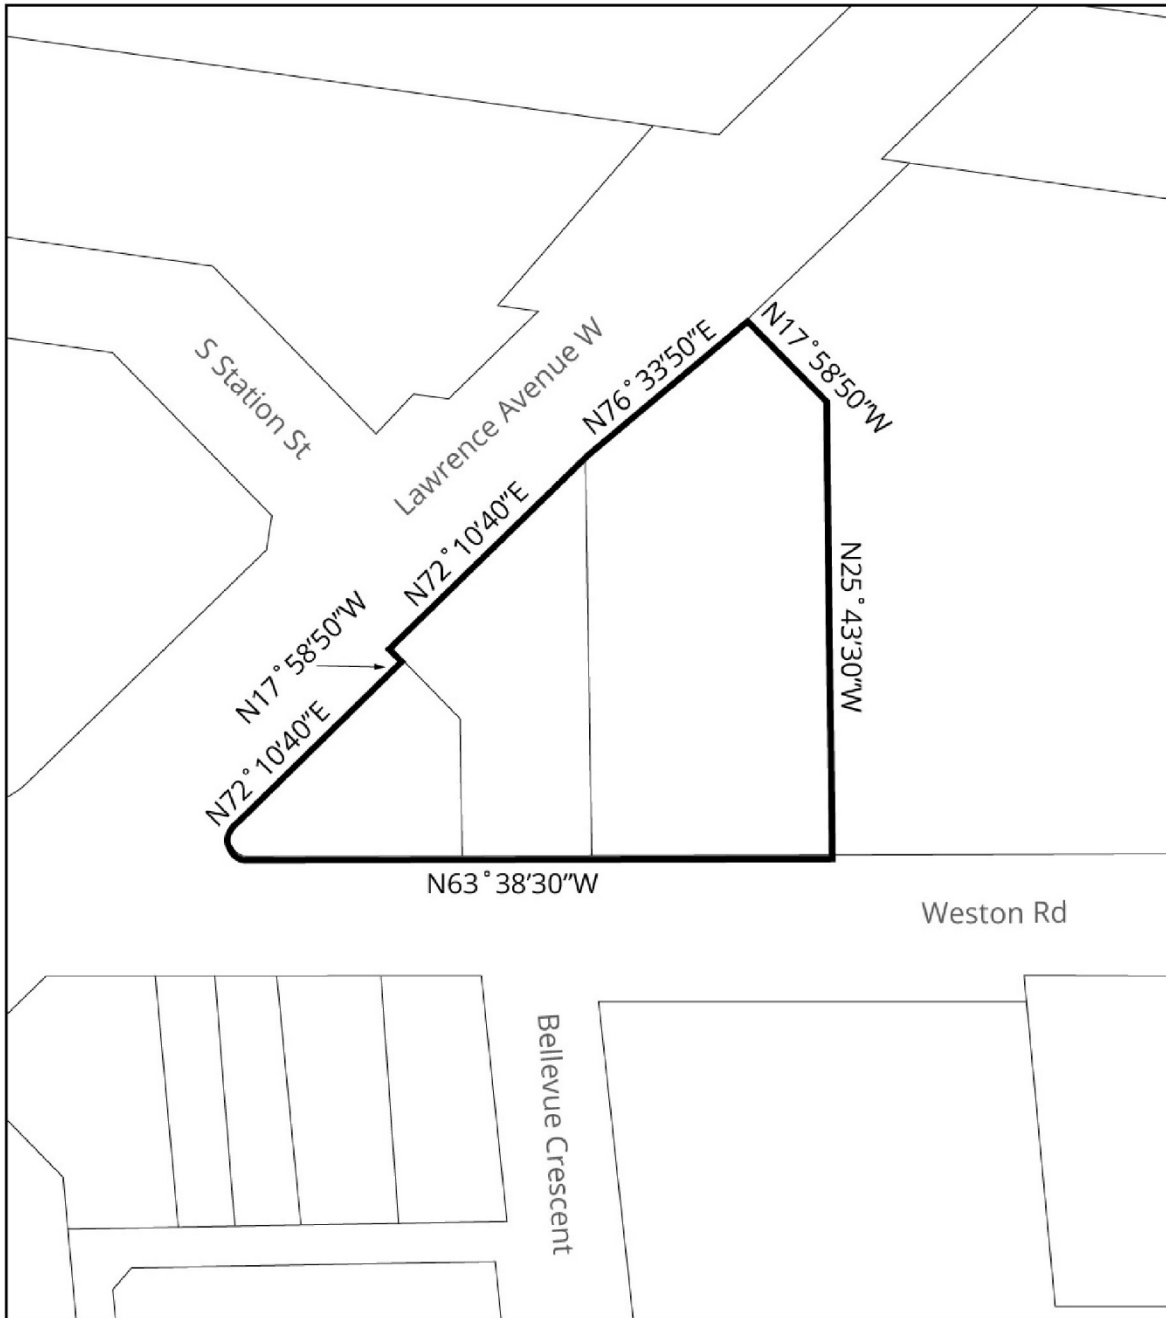 N17°58'50"W
N76°33'50"E
S Station St
Lawrence Avenue W
N72°10'40"E
N25°43'30"W
N17°58'50"W
N72°10'40"E
N63°38'30"W
Weston Rd
Bellevue Crescent